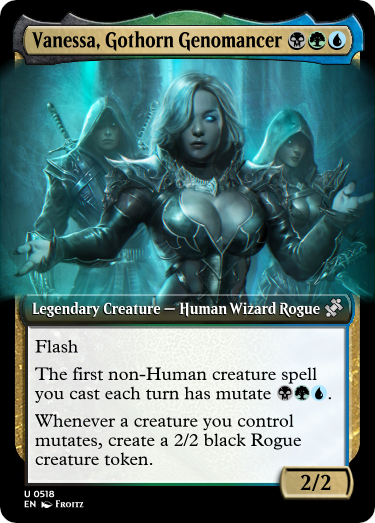 Vanessa, Gothorn Genomancer
Legendary Creature — Human Wizard Rogue
Flash
The first non-Human creature spell
you cast each turn has mutate
Whenever a creature you control
mutates, create a 2/2 black Rogue
creature token.
2/2
U 0518
EN Froitz